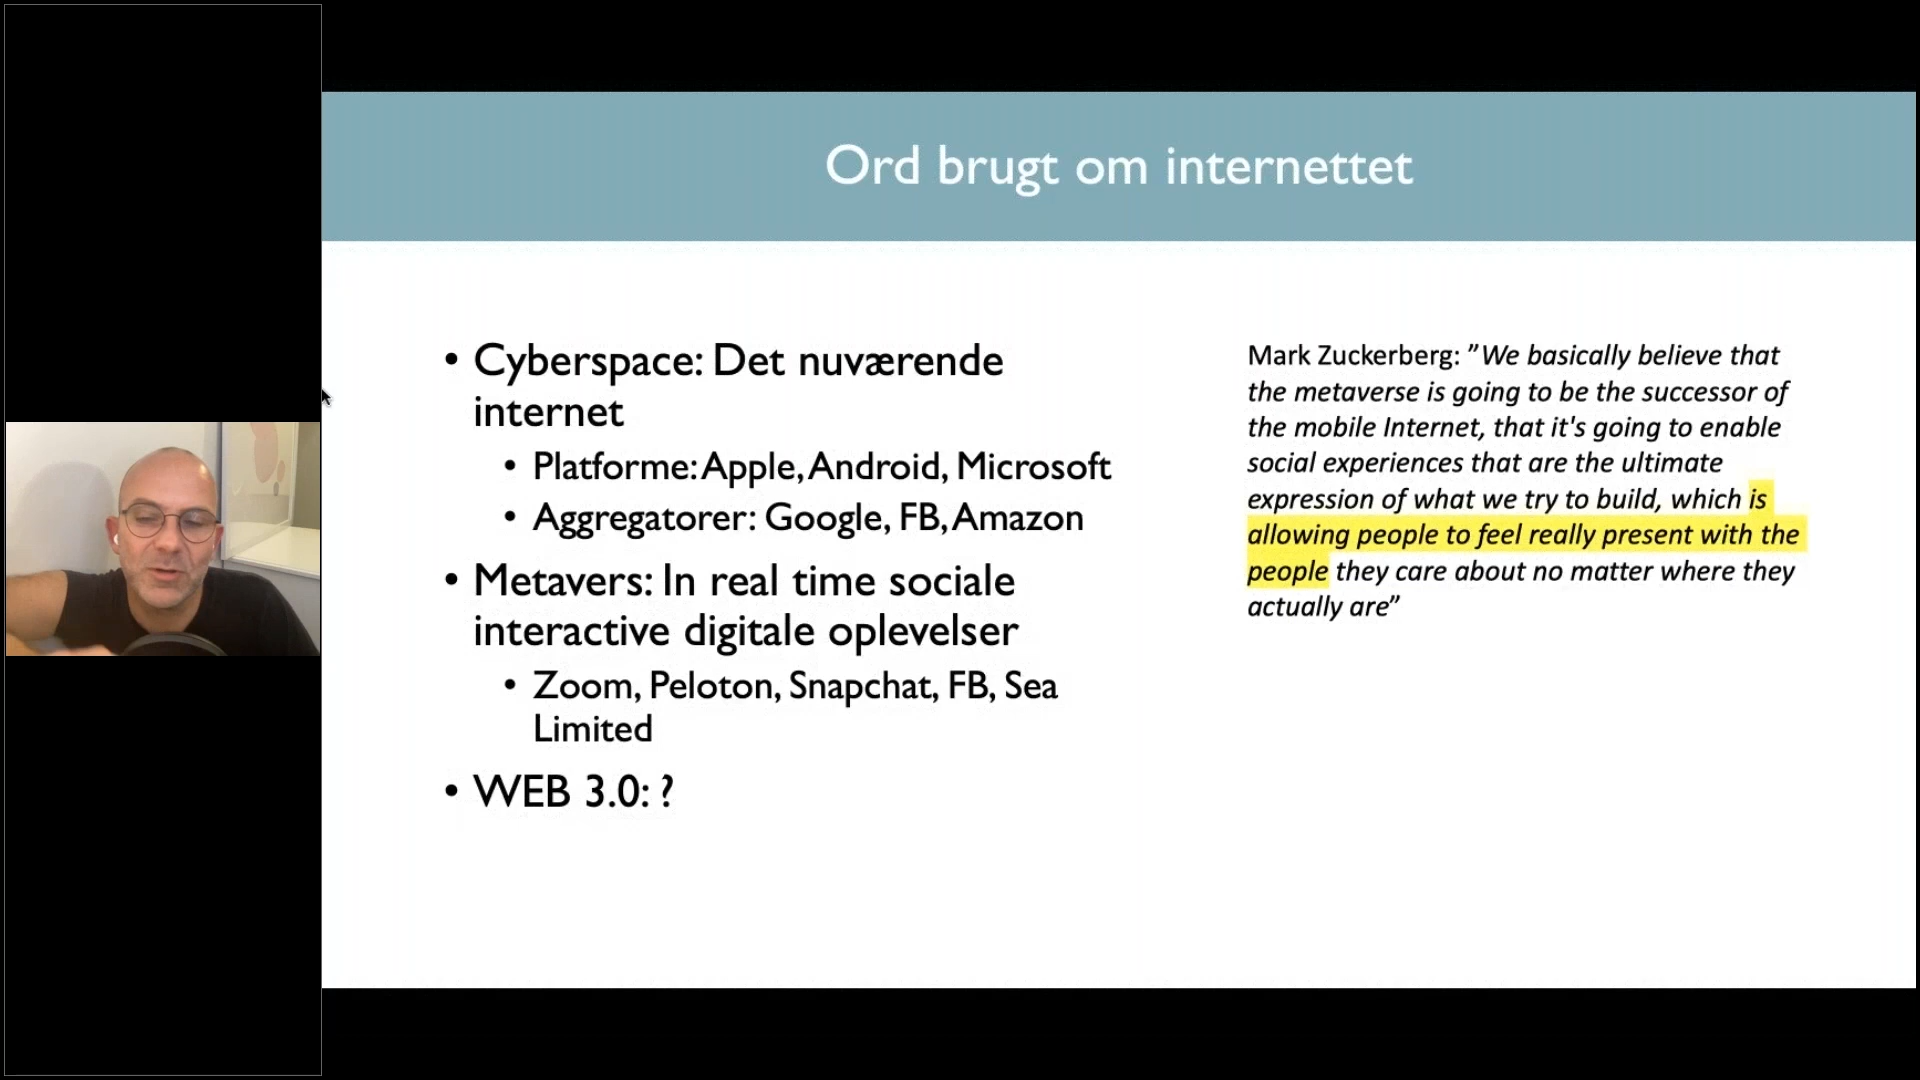 Ord brugt om internettet
• Cyberspace: Det nuværende
internet
• Platforme: Apple, Android, Microsoft
• Aggregatorer: Google, FB, Amazon
• Metavers: In real time sociale
interactive digitale oplevelser
• Zoom, Peloton, Snapchat, FB, Sea
Limited
• WEB 3.0: ?
Mark Zuckerberg: ”We basically believe that
the metaverse is going to be the successor of
the mobile Internet, that it's going to enable
social experiences that are the ultimate
expression of what we try to build, which is
allowing people to feel really present with the
people they care about no matter where they
actually are”